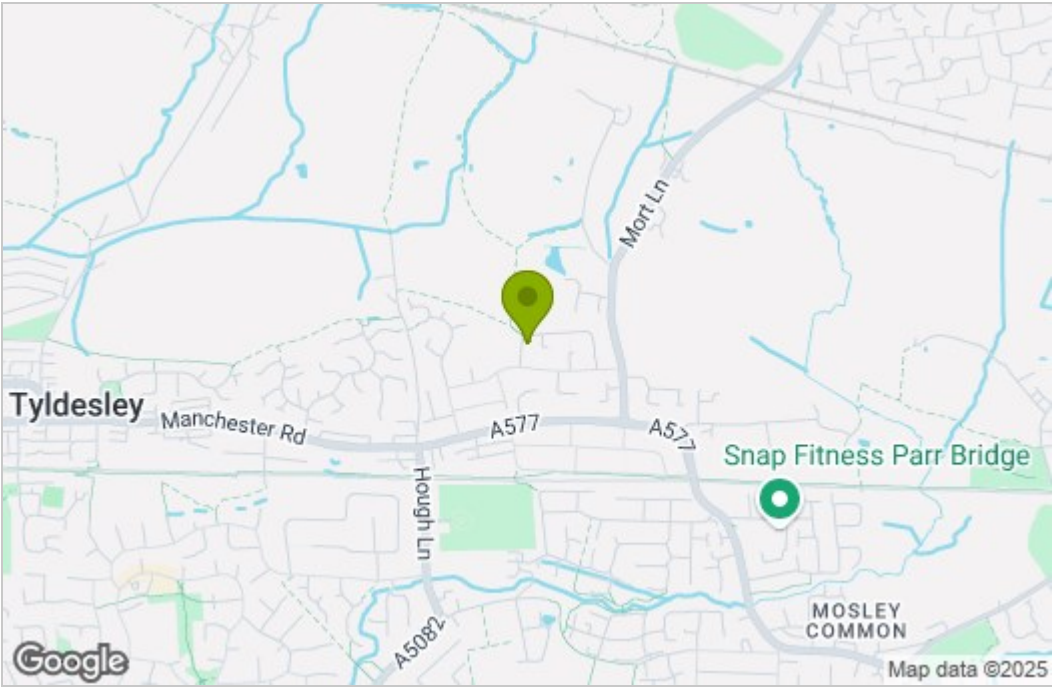 Mort Ln
Tyldesley
Manchester Rd
A577
A577
Snap Fitness Parr Bridge
Hough Ln
A5082
MOSLEY
COMMON
Google
Map data ©2025